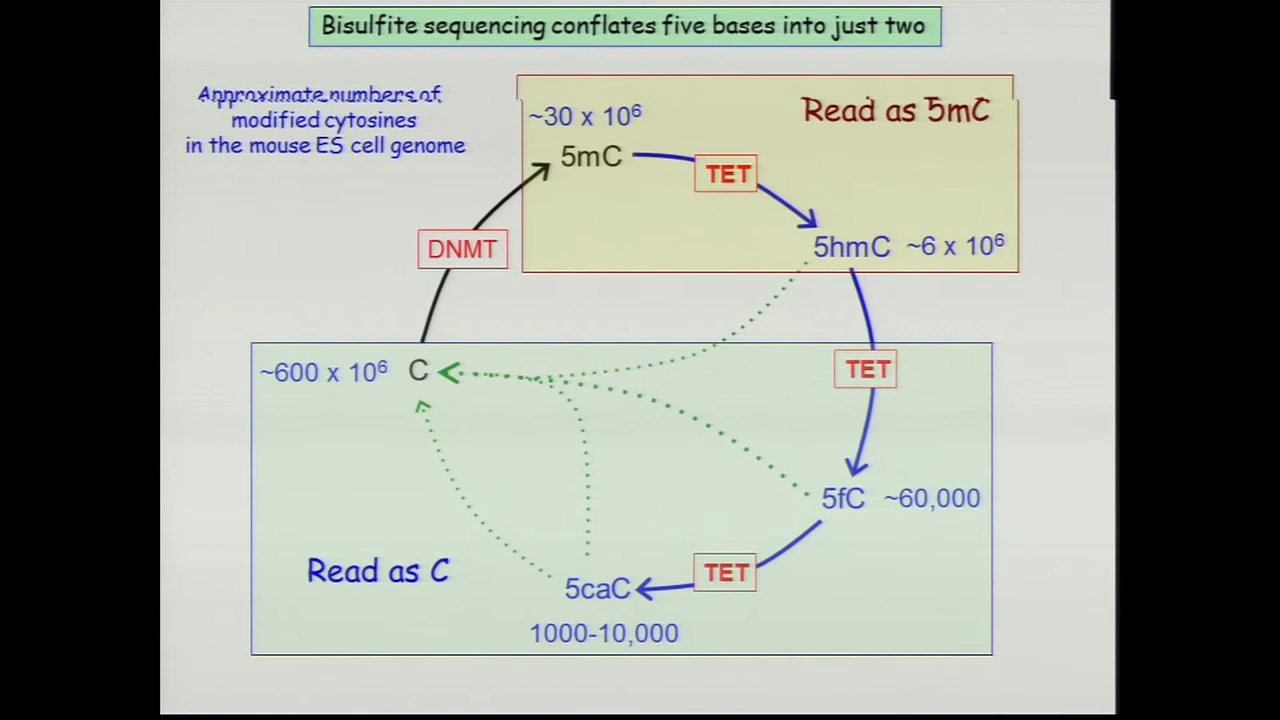 Bisulfite sequencing conflates five bases into just two
Approximate numbers of
modified cytosines
in the mouse ES cell genome
~30 x 10⁶
Read as 5mC
5mC
TET
DNMT
5hmC ~6 x 10⁶
~600 x 10⁶ C
TET
5fC ~60,000
Read as C
TET
5caC
1000-10,000